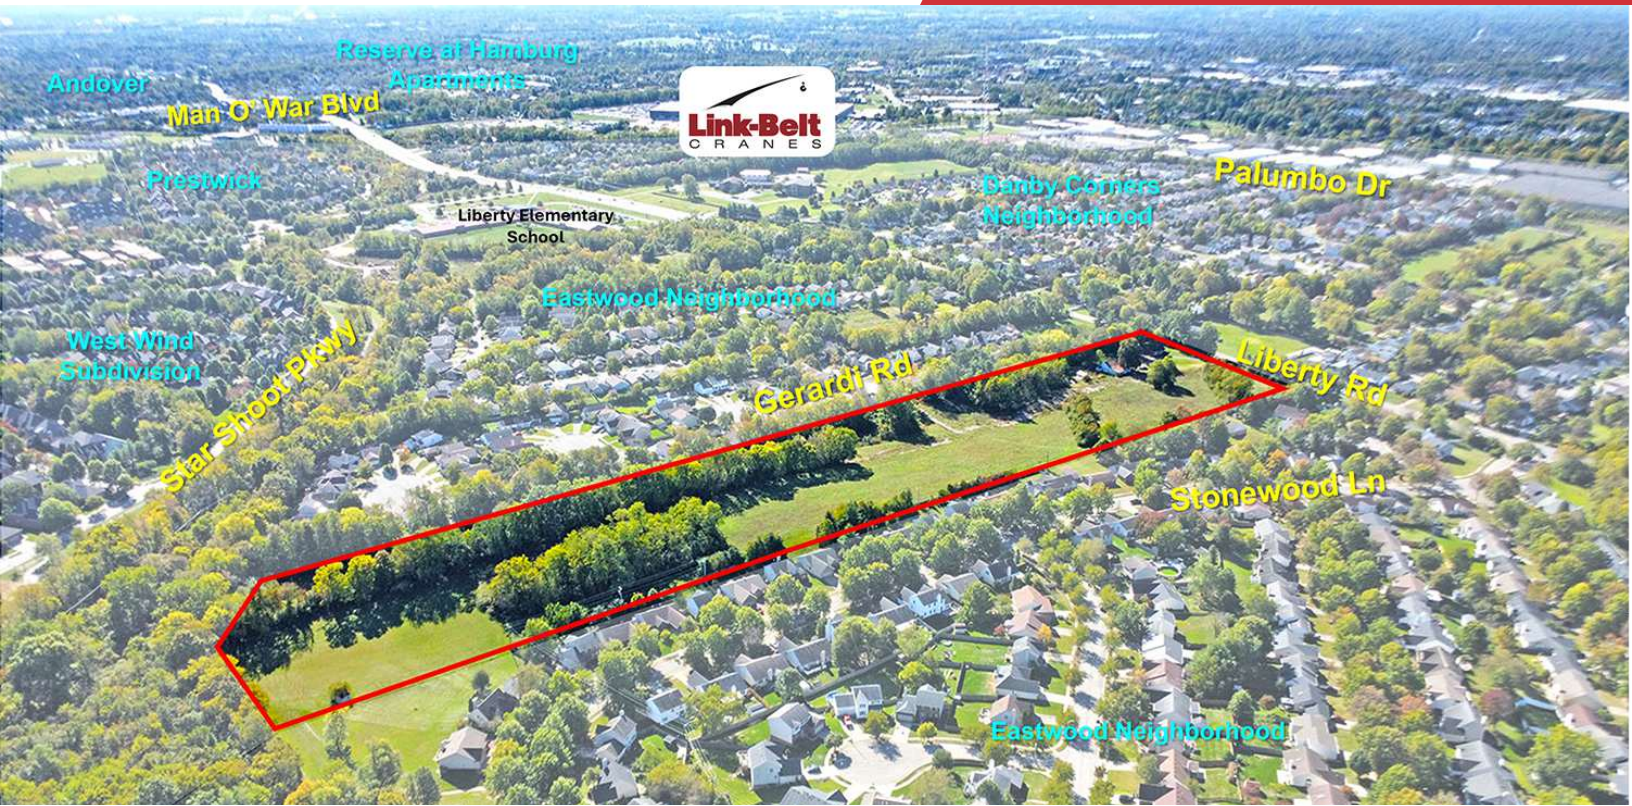 Reserve at Hamburg
Apartments
Andover
Man O' War Blvd
Link-Belt
CRANES
Prestwick
Palumbo Dr
Danby Corners
Neighborhood
Liberty Elementary
School
Eastwood Neighborhood
West Wind
Subdivision
Star Shoot Pkwy
Gerardi Rd
Liberty Rd
Stonewood Ln
Eastwood Neighborhood